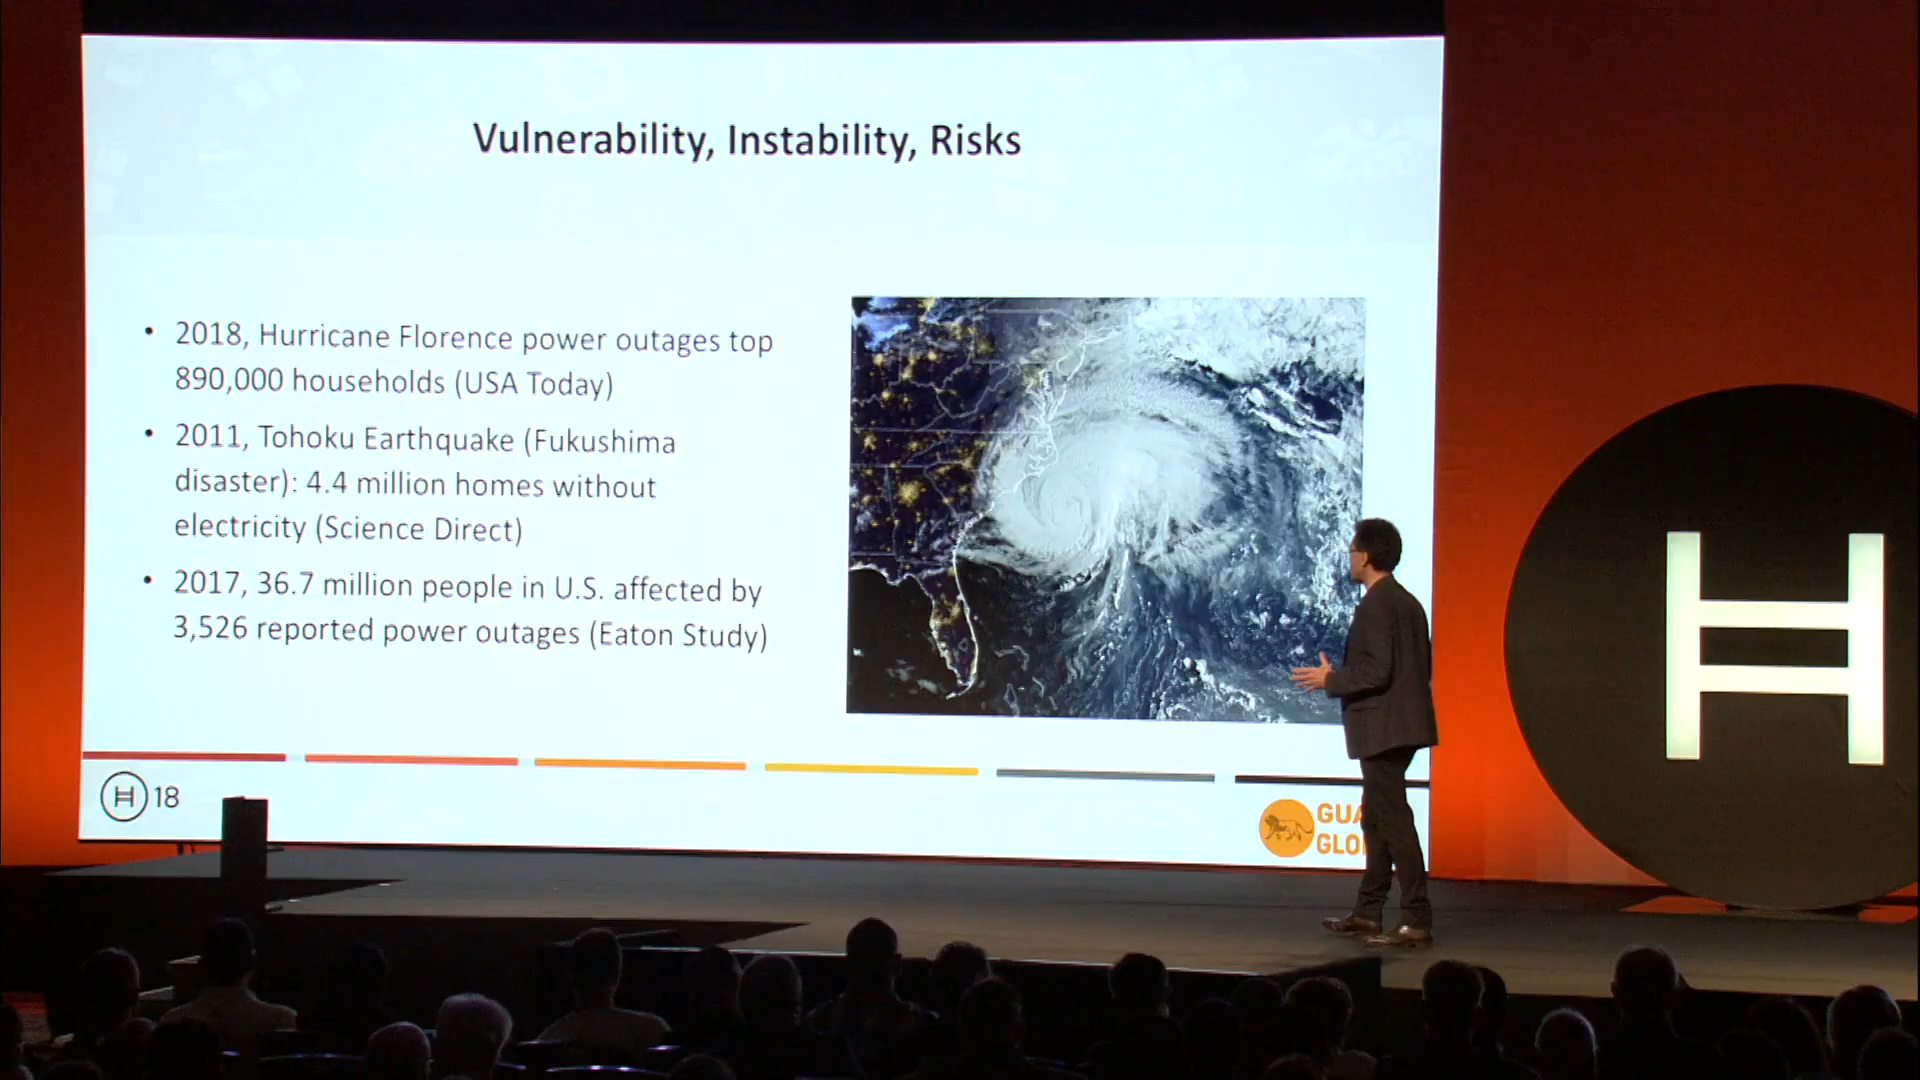 Vulnerability, Instability, Risks
• 2018, Hurricane Florence power outages top
890,000 households (USA Today)
• 2011, Tohoku Earthquake (Fukushima
disaster): 4.4 million homes without
electricity (Science Direct)
• 2017, 36.7 million people in U.S. affected by
3,526 reported power outages (Eaton Study)
H 18
H